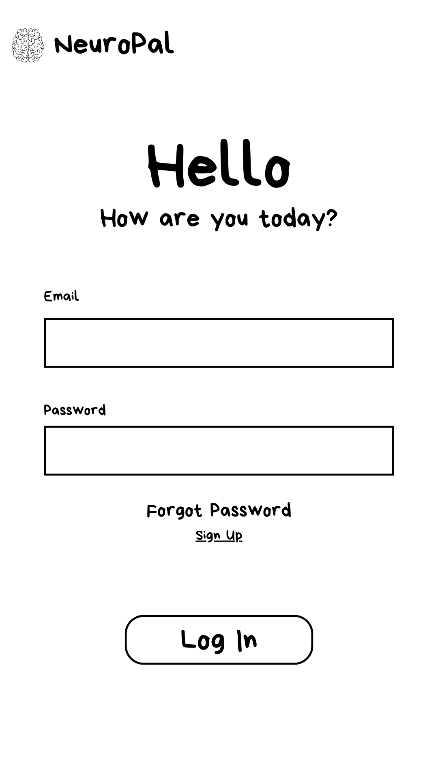 NeuroPal
Hello
How are you today?
Email
Password
Forgot Password
Sign Up
Log In